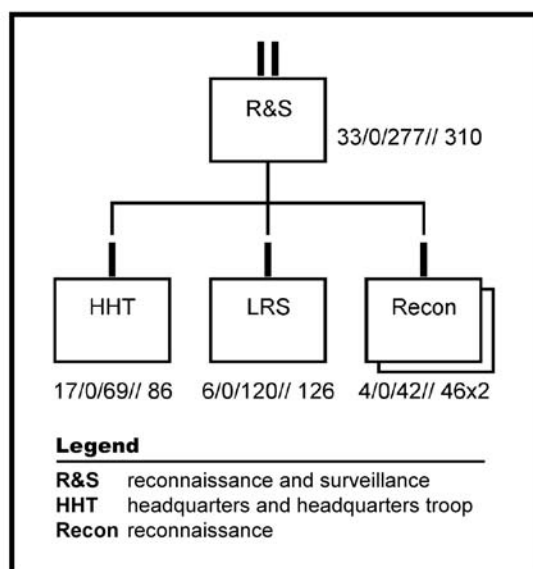 R&S
33/0/277// 310
HHT
LRS
Recon
17/0/69// 86
6/0/120// 126
4/0/42// 46x2
Legend
R&S reconnaissance and surveillance
HHT headquarters and headquarters troop
Recon reconnaissance